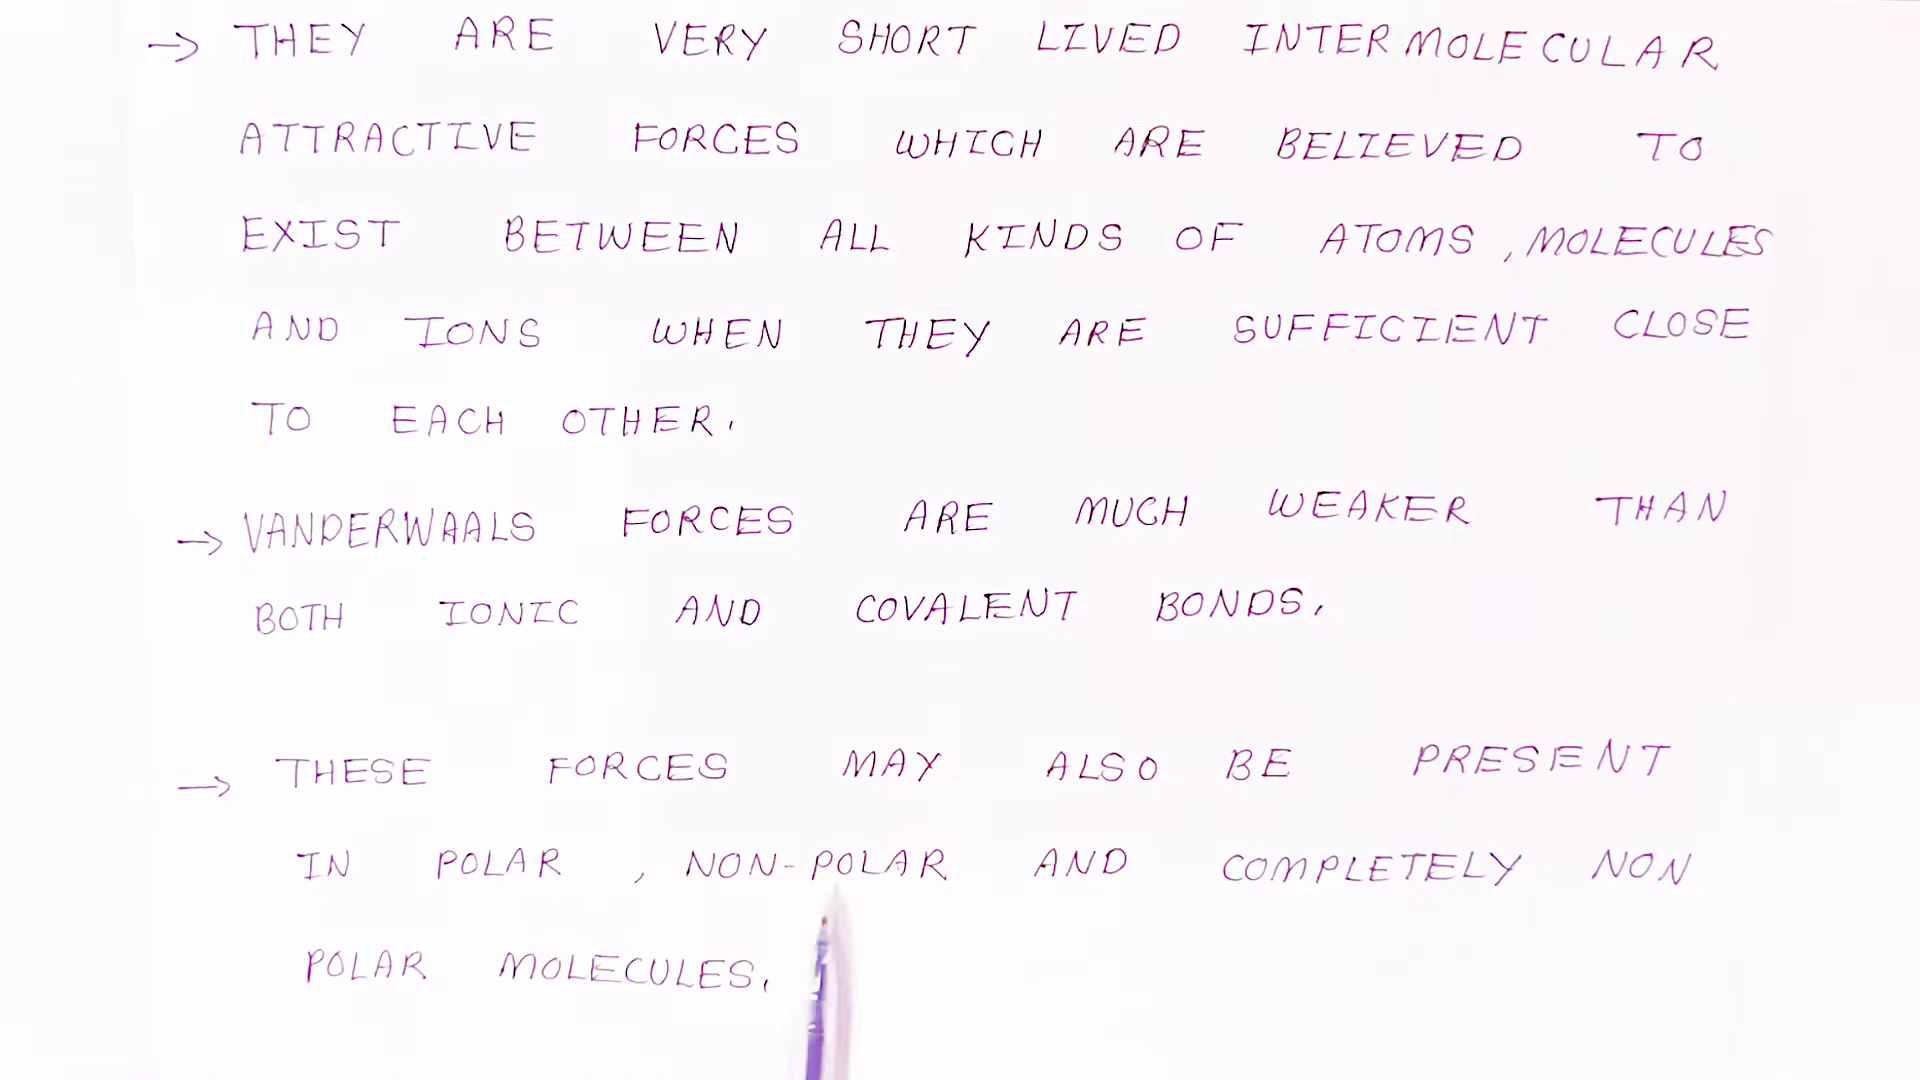 → THEY ARE VERY SHORT LIVED INTERMOLECULAR
ATTRACTIVE FORCES WHICH ARE BELIEVED TO
EXIST BETWEEN ALL KINDS OF ATOMS, MOLECULES
AND IONS WHEN THEY ARE SUFFICIENT CLOSE
TO EACH OTHER.
→ VANDERWAALS FORCES ARE MUCH WEAKER THAN
BOTH IONIC AND COVALENT BONDS.
→ THESE FORCES MAY ALSO BE PRESENT
IN POLAR, NON-POLAR AND COMPLETELY NON
POLAR MOLECULES.